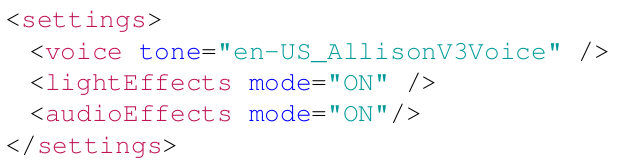 <settings>
  <voice tone="en-US_AllisonV3Voice" />
  <lightEffects mode="ON" />
  <audioEffects mode="ON"/>
</settings>